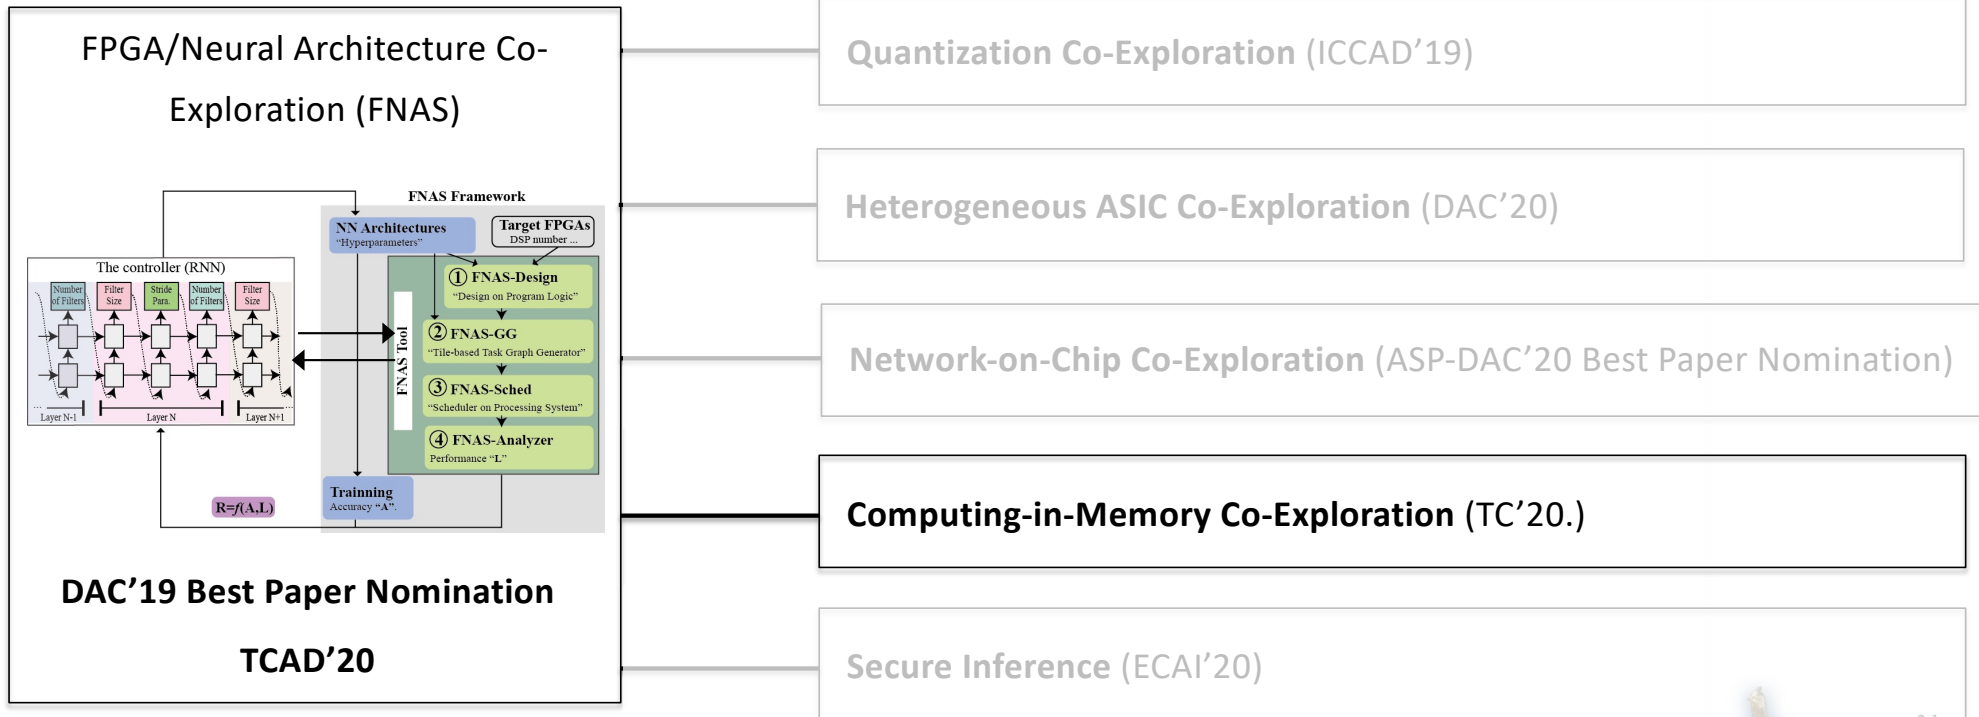 FPGA/Neural Architecture Co-
Exploration (FNAS)
FNAS Framework
NN Architectures
“Hyperparameters”
Target FPGAs
DSP number ...
The controller (RNN)
Number
of Filters
Filter
Size
Stride
Para.
Number
of Filters
Filter
Size
... Layer N-1
Layer N
Layer N+1 ...
FNAS Tool
① FNAS-Design
“Design on Program Logic”
② FNAS-GG
“Tile-based Task Graph Generator”
③ FNAS-Sched
“Scheduler on Processing System”
④ FNAS-Analyzer
Performance “L”
Trainning
Accuracy “A”.
R=f(A,L)
DAC’19 Best Paper Nomination
TCAD’20
Quantization Co-Exploration (ICCAD’19)
Heterogeneous ASIC Co-Exploration (DAC’20)
Network-on-Chip Co-Exploration (ASP-DAC’20 Best Paper Nomination)
Computing-in-Memory Co-Exploration (TC’20.)
Secure Inference (ECAI’20)